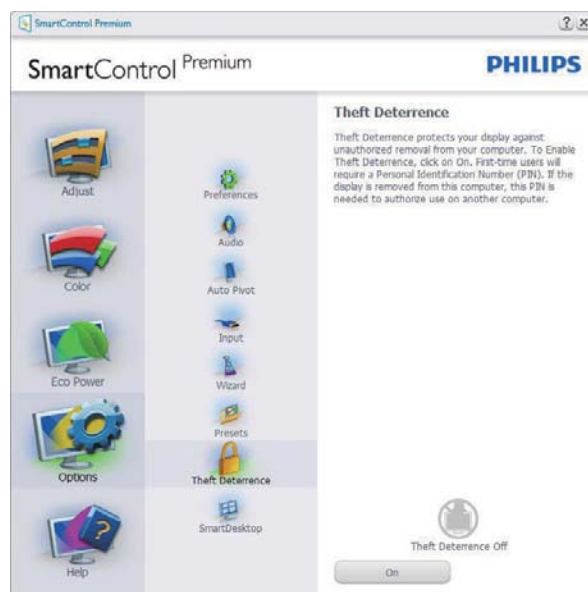 SmartControl Premium
? x
SmartControl Premium
PHILIPS
Adjust
Color
Eco Power
Options
Help
Preferences
Audio
Auto Pivot
Input
Wizard
Presets
Theft Deterrence
SmartDesktop
Theft Deterrence
Theft Deterrence protects your display against
unauthorized removal from your computer. To Enable
Theft Deterrence, click on On. First-time users will
require a Personal Identification Number (PIN). If the
display is removed from this computer, this PIN is
needed to authorize use on another computer.
Theft Deterrence Off
On